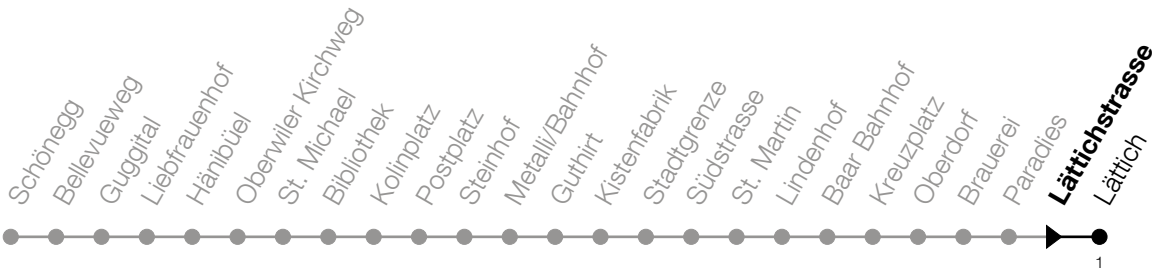 Schönegg
Bellevueweg
Guggital
Liebfrauenhof
Hänibüel
Oberwiler Kirchweg
St. Michael
Bibliothek
Kolinplatz
Postplatz
Steinhof
Metalli/Bahnhof
Guthirt
Kistenfabrik
Stadtgrenze
Südstrasse
St. Martin
Lindenhof
Baar Bahnhof
Kreuzplatz
Oberdorf
Brauerei
Paradies
Lättichstrasse
Lättich
1